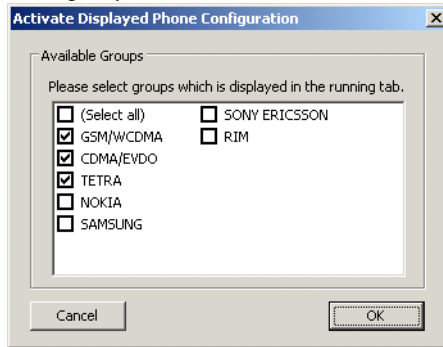 Activate Displayed Phone Configuration
Available Groups
Please select groups which is displayed in the running tab.
(Select all)
GSM/WCDMA
CDMA/EVDO
TETRA
NOKIA
SAMSUNG
SONY ERICSSON
RIM
Cancel
OK